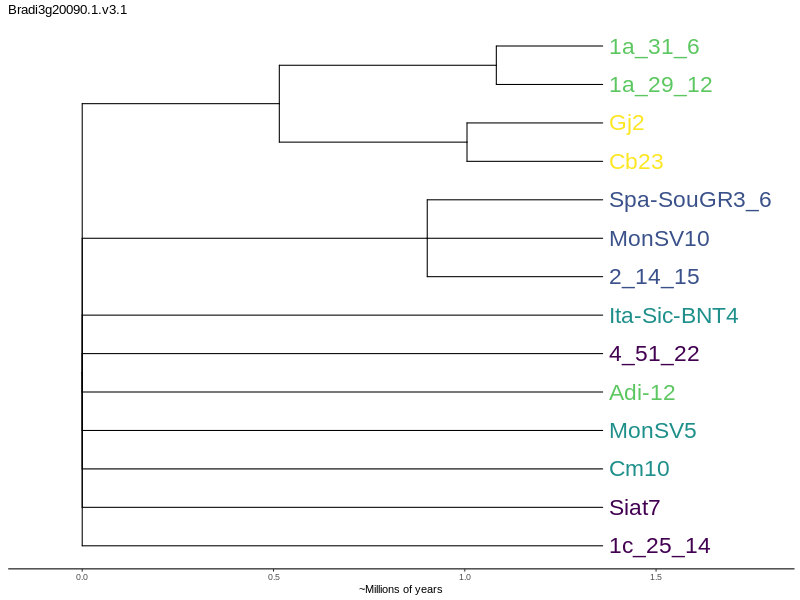 Bradi3g20090.1.v3.1
1a_31_6
1a_29_12
Gj2
Cb23
Spa-SouGR3_6
MonSV10
2_14_15
Ita-Sic-BNT4
4_51_22
Adi-12
MonSV5
Cm10
Siat7
1c_25_14
0.0 0.5 1.0 1.5
~Millions of years